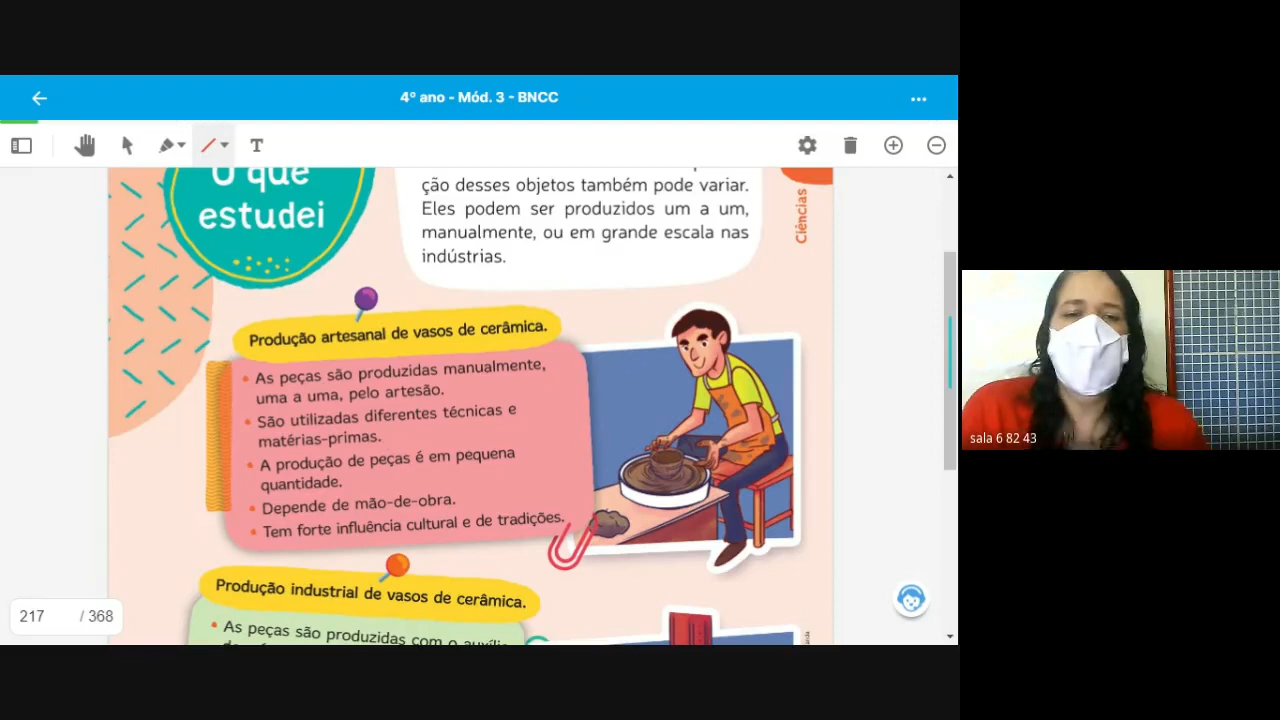 4º ano - Mód. 3 - BNCC
T
O que
estudei
ção desses objetos também pode variar.
Eles podem ser produzidos um a um,
manualmente, ou em grande escala nas
indústrias.
Ciências
Produção artesanal de vasos de cerâmica.
• As peças são produzidas manualmente,
uma a uma, pelo artesão.
• São utilizadas diferentes técnicas e
matérias-primas.
• A produção de peças é em pequena
quantidade.
• Depende de mão-de-obra.
• Tem forte influência cultural e de tradições.
Produção industrial de vasos de cerâmica.
• As peças são produzidas com o
217 / 368
sala 6 82 43